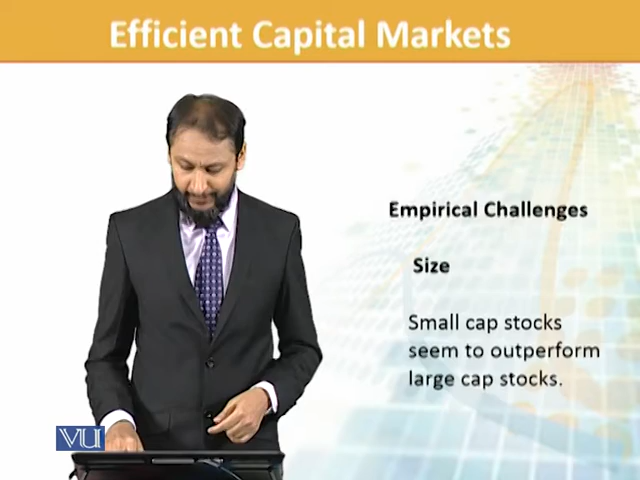 Efficient Capital Markets
Empirical Challenges
Size
Small cap stocks
seem to outperform
large cap stocks.
VU